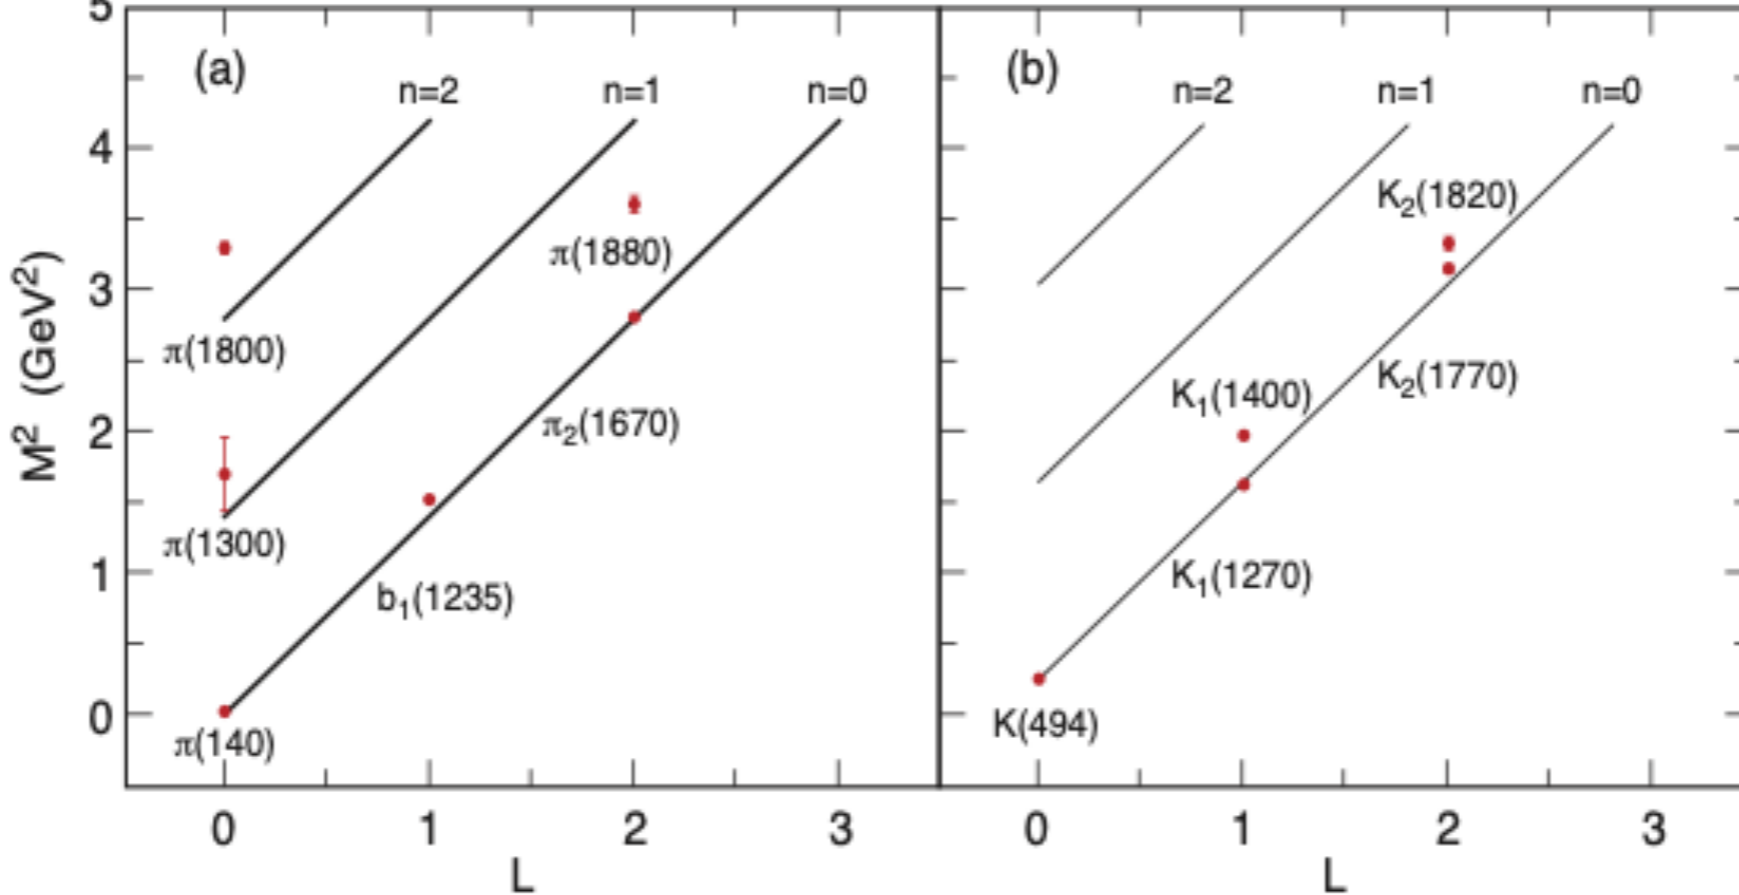 5
(a)
(b)
n=2
n=1
n=0
n=2
n=1
n=0
4
K₂(1820)
π(1880)
3
π(1800)
K₂(1770)
K₁(1400)
π₂(1670)
2
M² (GeV²)
π(1300)
b₁(1235)
K₁(1270)
1
0
π(140)
K(494)
0 1 2 3
0 1 2 3
L
L